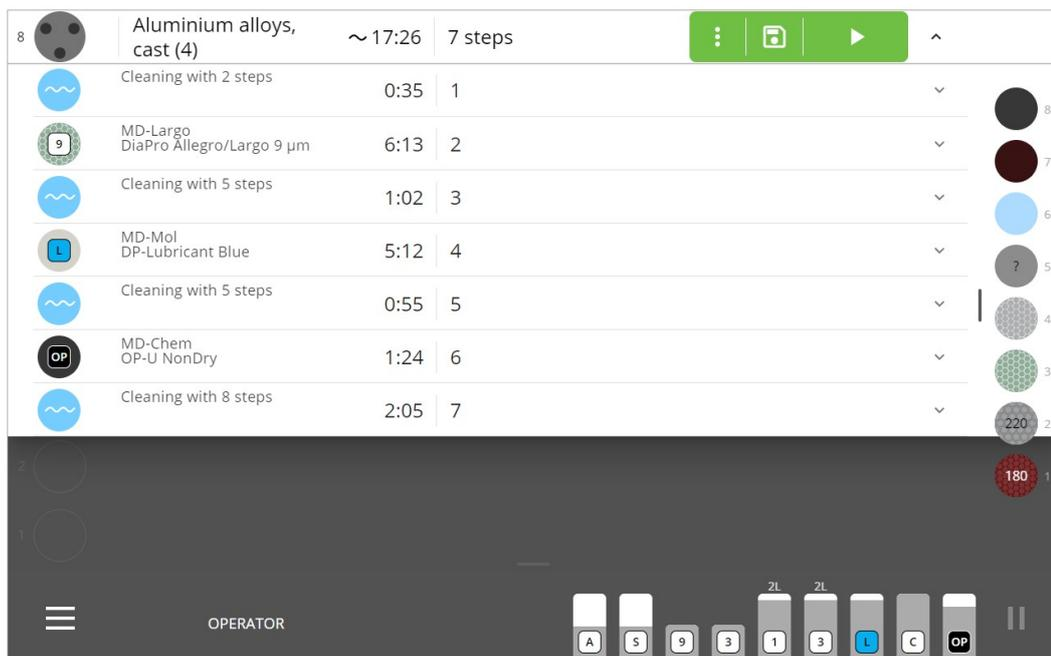 8
Aluminium alloys,
cast (4)
~ 17:26
7 steps
Cleaning with 2 steps
0:35
1
9
MD-Largo
DiaPro Allegro/Largo 9 µm
6:13
2
Cleaning with 5 steps
1:02
3
L
MD-Mol
DP-Lubricant Blue
5:12
4
Cleaning with 5 steps
0:55
5
OP
MD-Chem
OP-U NonDry
1:24
6
Cleaning with 8 steps
2:05
7
8
7
6
? 5
4
3
220 2
180 1
2
1
OPERATOR
2L 2L
A S 9 3 1 3 L C OP